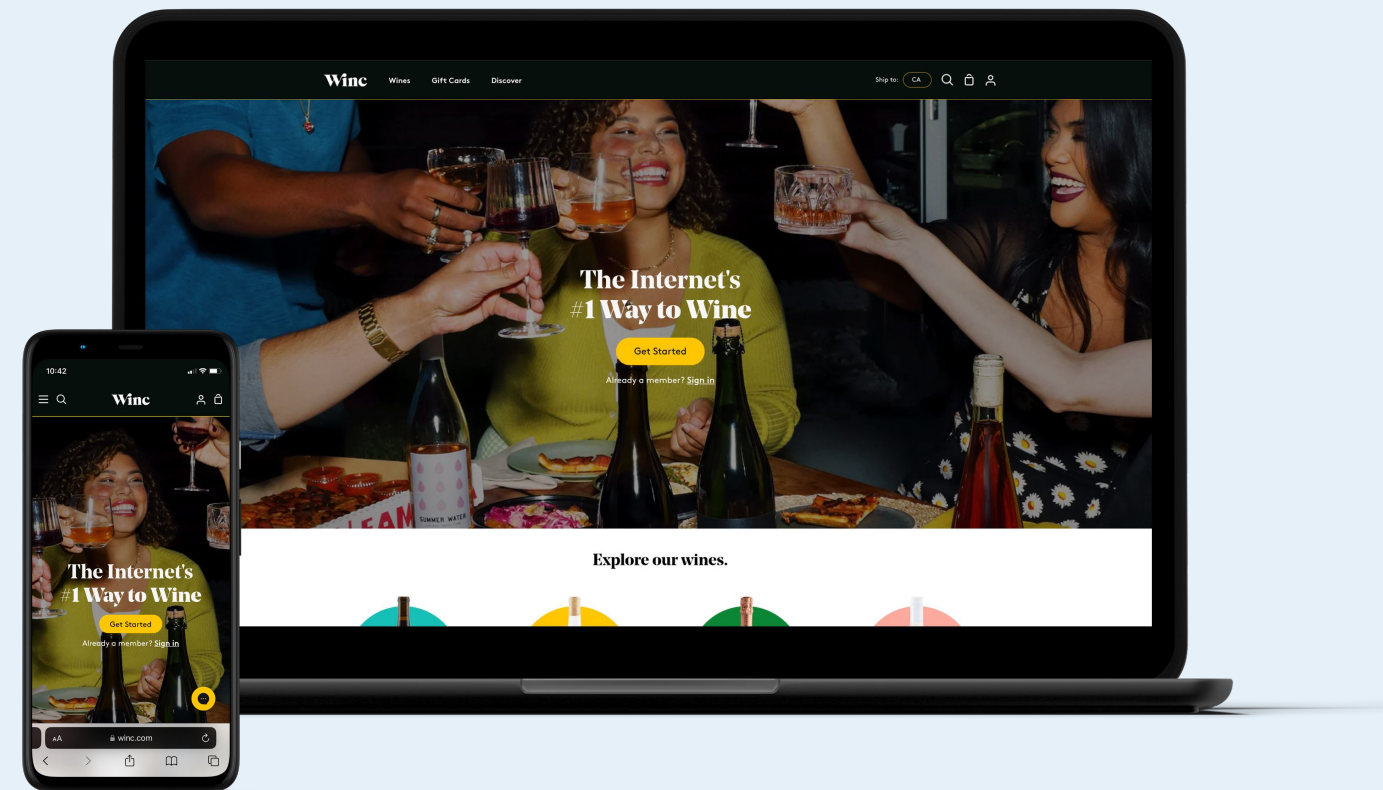 Winc Wines Gift Cards Discover Ship to: CA
The Internet's
#1 Way to Wine
Get Started
Already a member? Sign in
SUMMER WATER
Explore our wines.
10:42
Winc
The Internet's
#1 Way to Wine
Get Started
Already a member? Sign in
AA winc.com